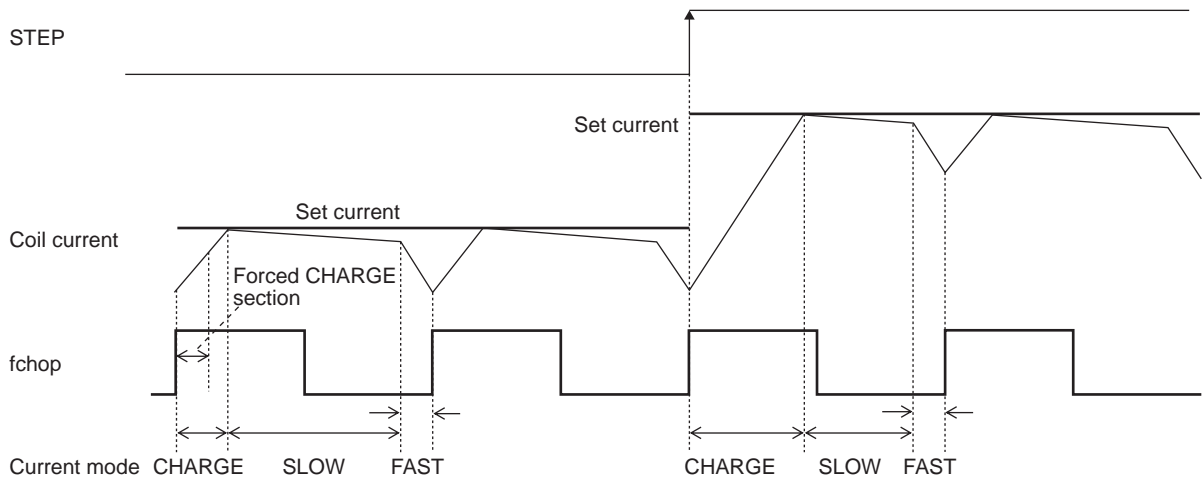 STEP
Set current
Set current
Coil current
Forced CHARGE
section
fchop
Current mode CHARGE SLOW FAST CHARGE SLOW FAST